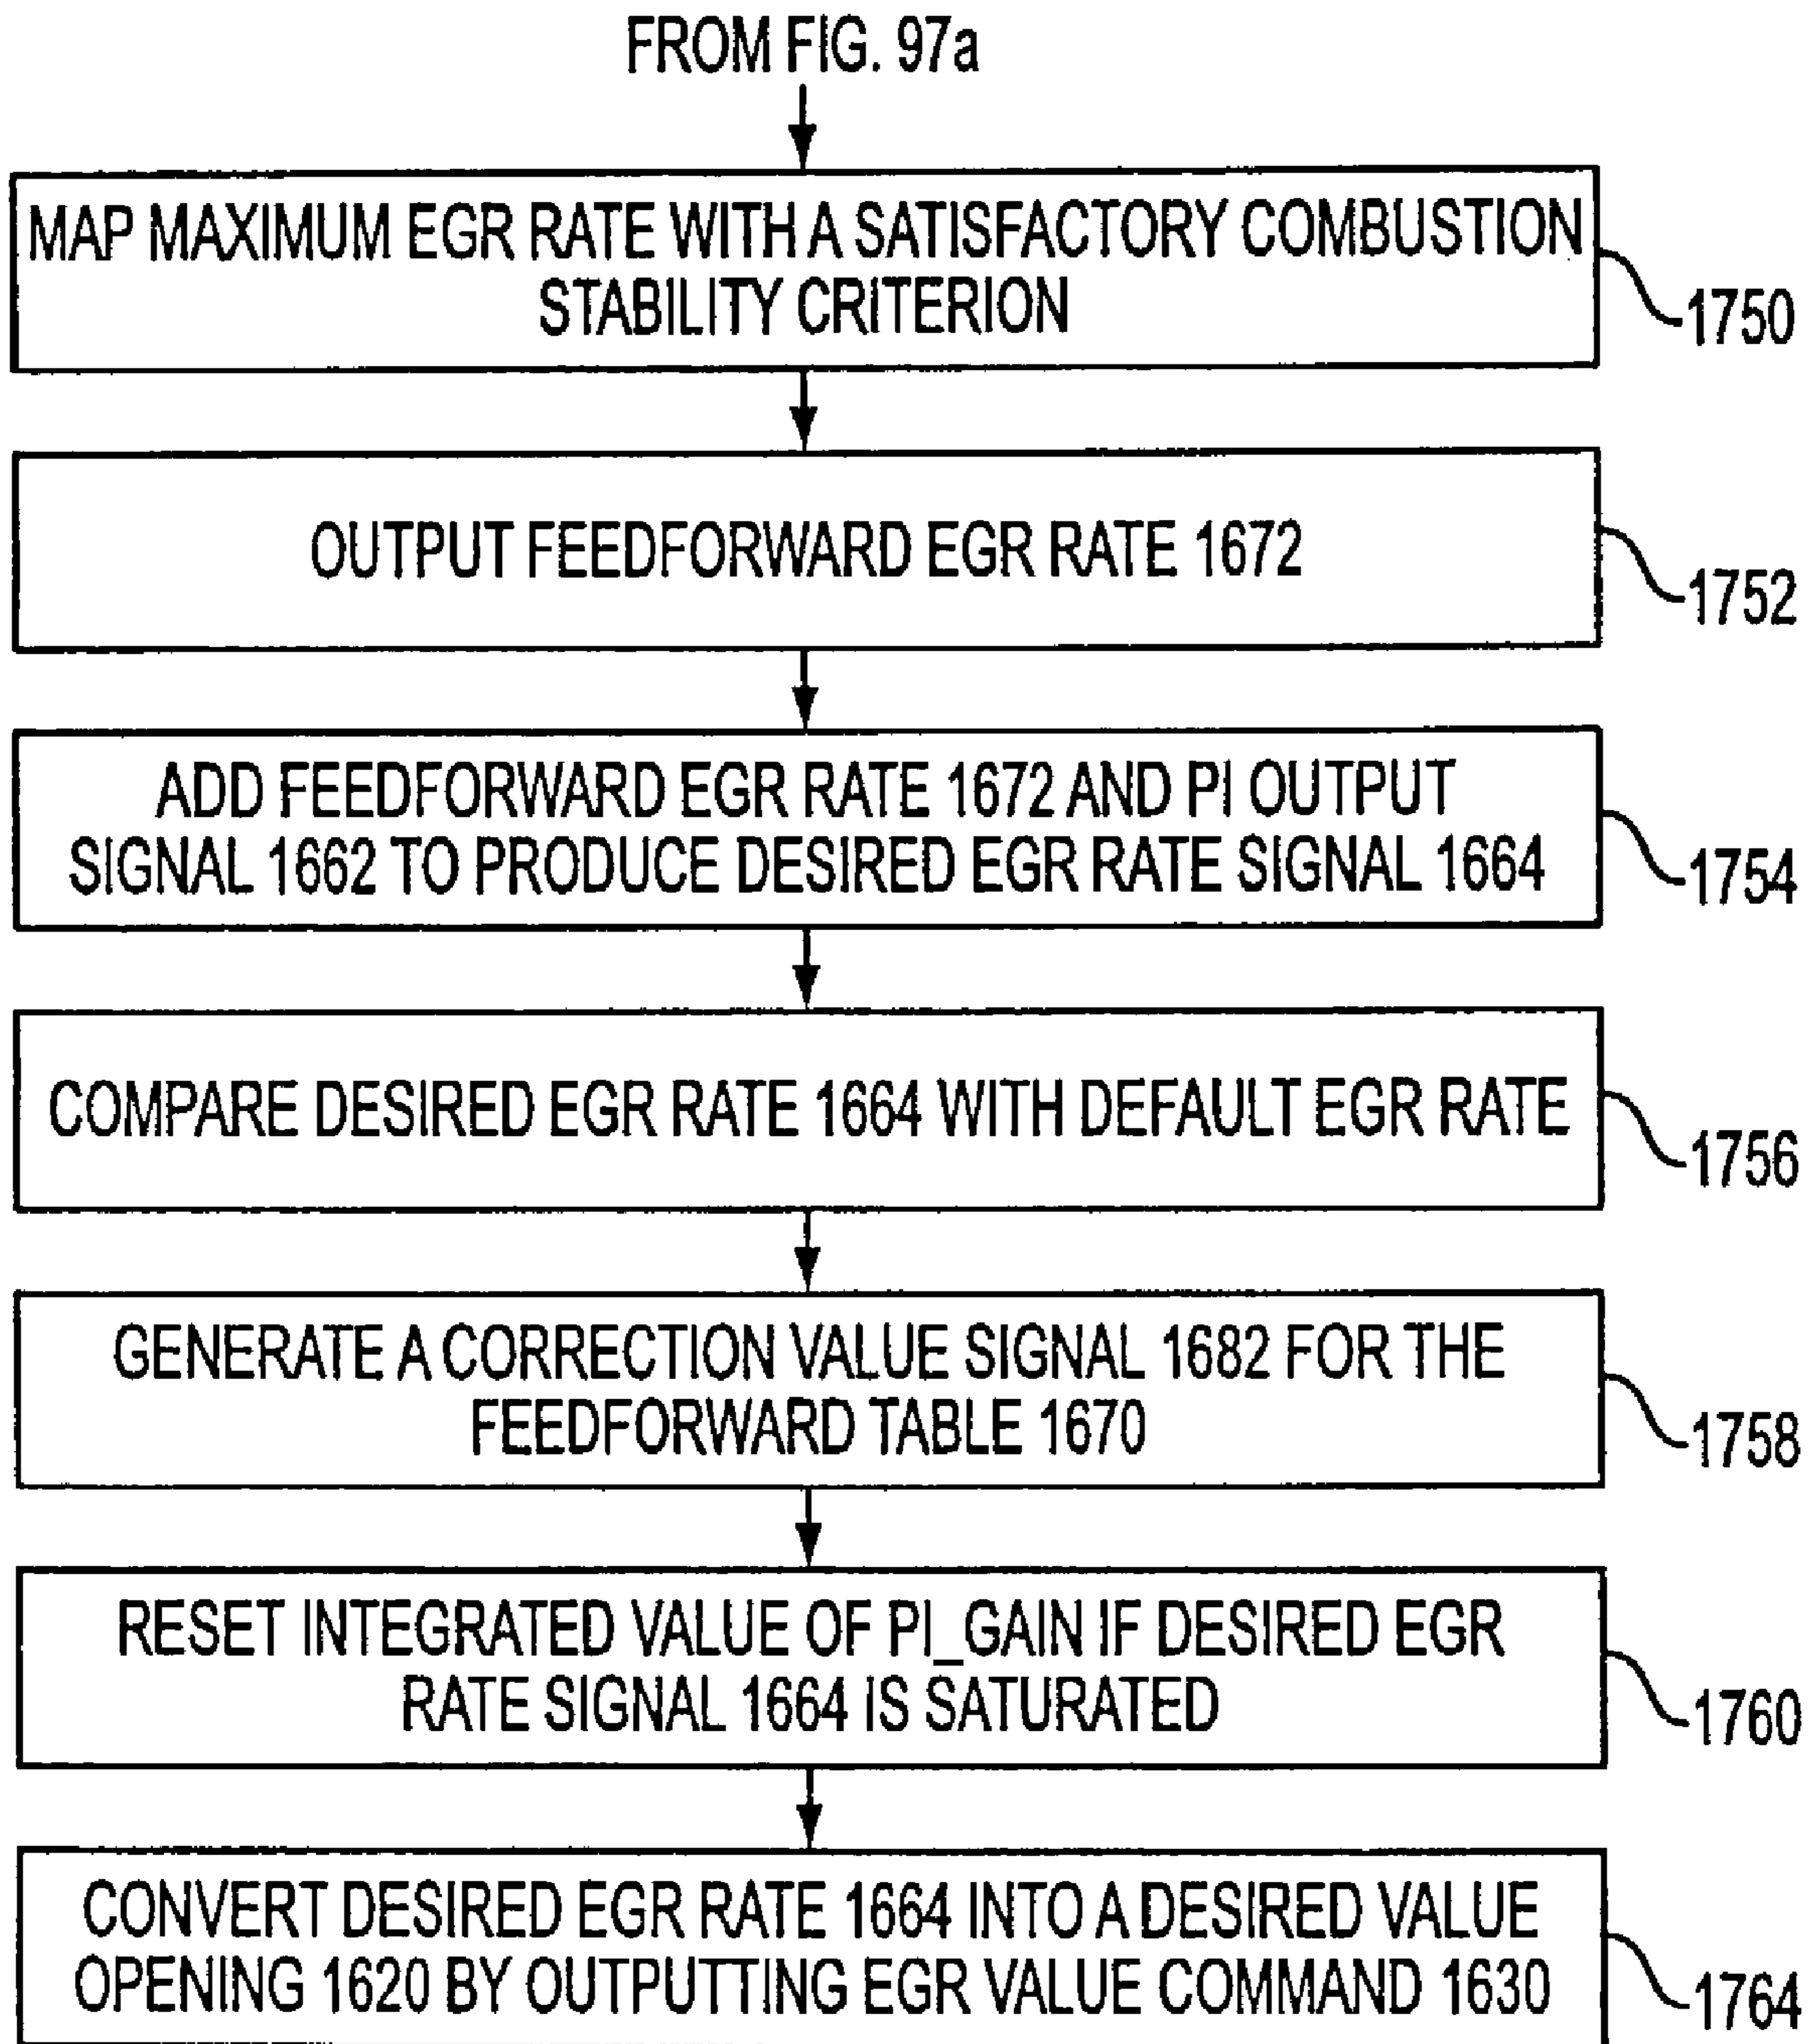 FROM FIG. 97a
MAP MAXIMUM EGR RATE WITH A SATISFACTORY COMBUSTION
STABILITY CRITERION
1750
OUTPUT FEEDFORWARD EGR RATE 1672
1752
ADD FEEDFORWARD EGR RATE 1672 AND PI OUTPUT
SIGNAL 1662 TO PRODUCE DESIRED EGR RATE SIGNAL 1664
1754
COMPARE DESIRED EGR RATE 1664 WITH DEFAULT EGR RATE
1756
GENERATE A CORRECTION VALUE SIGNAL 1682 FOR THE
FEEDFORWARD TABLE 1670
1758
RESET INTEGRATED VALUE OF PI_GAIN IF DESIRED EGR
RATE SIGNAL 1664 IS SATURATED
1760
CONVERT DESIRED EGR RATE 1664 INTO A DESIRED VALUE
OPENING 1620 BY OUTPUTTING EGR VALUE COMMAND 1630
1764